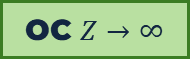 OC Z → ∞